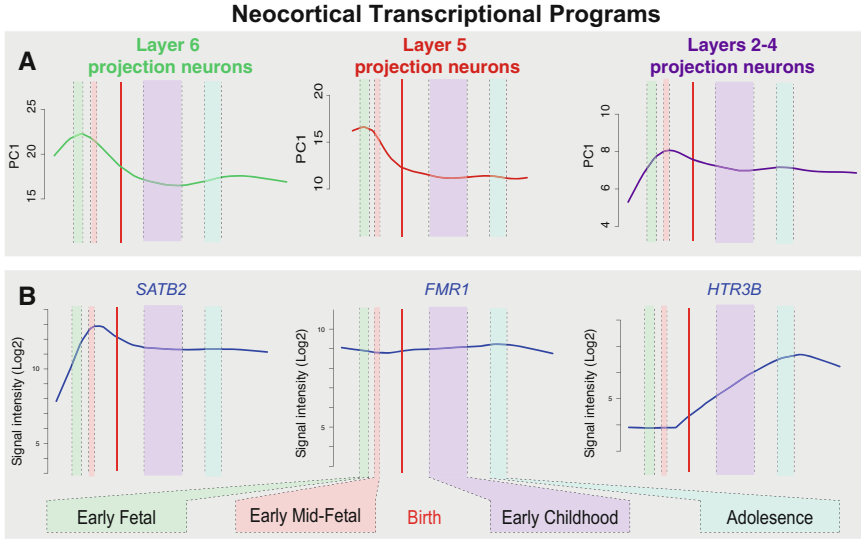 Neocortical Transcriptional Programs
A
Layer 6
projection neurons
Layer 5
projection neurons
Layers 2-4
projection neurons
PC1
25
20
15
PC1
20
15
10
PC1
10
8
6
4
B
SATB2
FMR1
HTR3B
Signal intensity (Log2)
10
5
Signal intensity (Log2)
10
5
Signal intensity (Log2)
5
Early Fetal
Early Mid-Fetal
Birth
Early Childhood
Adolesence